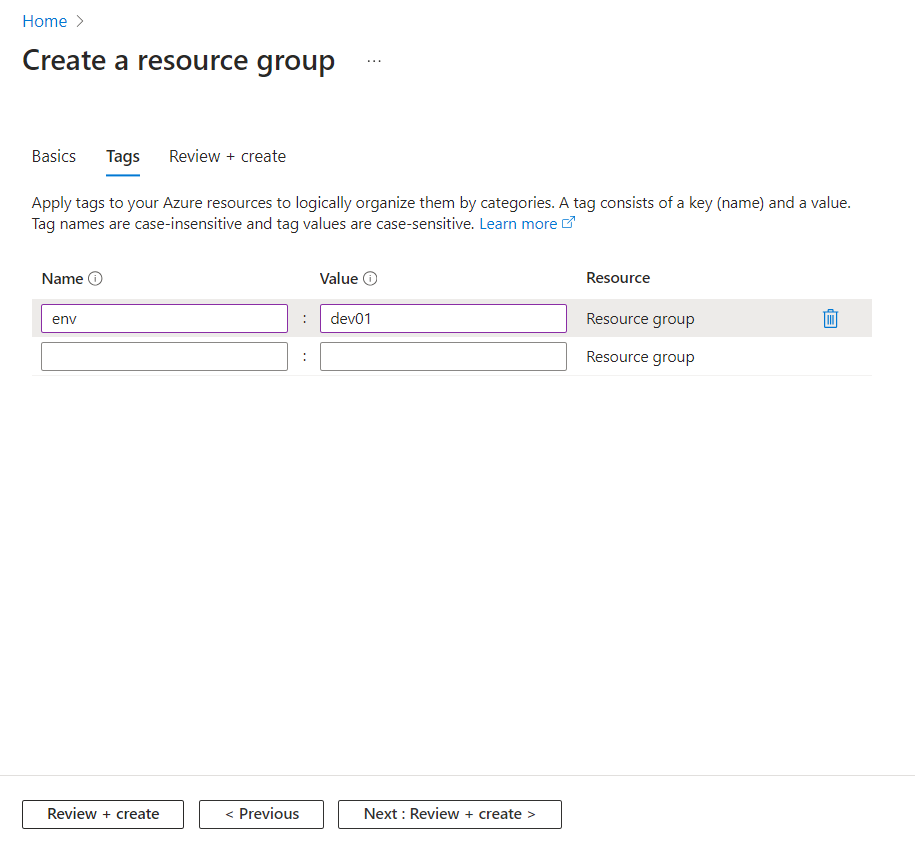 Home >
Create a resource group ...
Basics Tags Review + create
Apply tags to your Azure resources to logically organize them by categories. A tag consists of a key (name) and a value.
Tag names are case-insensitive and tag values are case-sensitive. Learn more
Name Value Resource
env : dev01 Resource group
: Resource group
Review + create < Previous Next : Review + create >